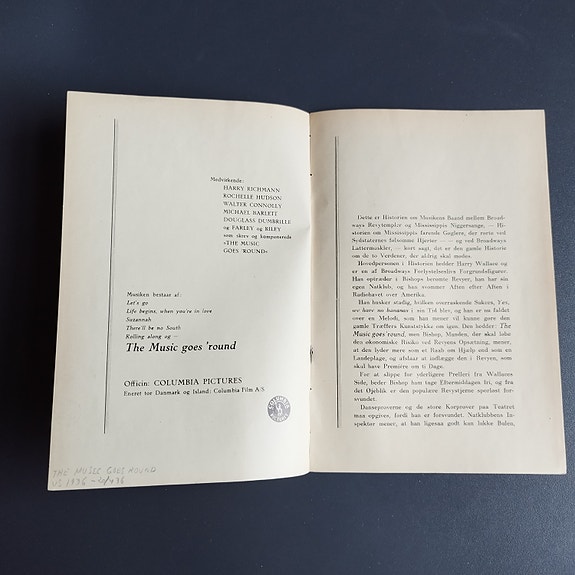 Medvirkende:
HARRY RICHMANN
ROCHELLE HUDSON
WALTER CONNOLLY
MICHAEL BARLETT
DOUGLASS DUMBRILLE
og FARLEY og RILEY
som skrev og komponerede
»THE MUSIC
GOES 'ROUND«
Musiken bestaar af:
Let's go
Life begins, when you're in love
Suzannah
There'll be no South
Rolling along og —
The Music goes 'round
Officin: COLUMBIA PICTURES
Eneret for Danmark og Island: Columbia Film A/S
THE MUSIC GOES ROUND
US 1936
Dette er Historien om Musikens Baand mellem Broad-
ways Revytempler og Mississippis Niggersange, — Hi-
storien om Mississippis larende Gøglere, der rørte ved
Sydstaternes følsomme Hjerter — — og ved Broadways
Lattermuskler, — kort sagt, det er den gamle Historie
om de to Verdener, der aldrig skal mødes.
Hovedpersonen i Historien hedder Harry Wallace og
er en af Broadways Forlystelseslivs Forgrundsfigurer.
Han optræder i Bishops berømte Revyer, han har sin
egen Natklub, og han svømmer Aften efter Aften i
Radiohavet over Amerika.
Han husker stadig, hvilken overraskende Sukces, Yes,
we have no bananas i sin Tid blev, og han er nu faldet
over en Melodi, som han mener vil kunne gøre den
gamle Træffers Kunststykke om igen. Den hedder: The
Music goes 'round, men Bishop, Manden, der skal løbe
den økonomiske Risiko ved Revyens Opsætning, mener,
at den lyder mere som et Raab om Hjælp end som en
Landeplage, og afslaar at indlægge den i Revyen, som
skal have Premiere om 6 Dage.
For at slippe for yderligere Prelleri fra Wallaces
Side, beder Bishop ham tage Eftermiddagen fri, og fra
det Øjeblik er den populære Revystjerne sporløst for-
svundet.
Danseprøverne og de store Korprøver paa Teatret
maa opgives, fordi han er forsvundet. Natklubbens In-
spektør mener, at han ligesaa godt kan lukke Bulen,